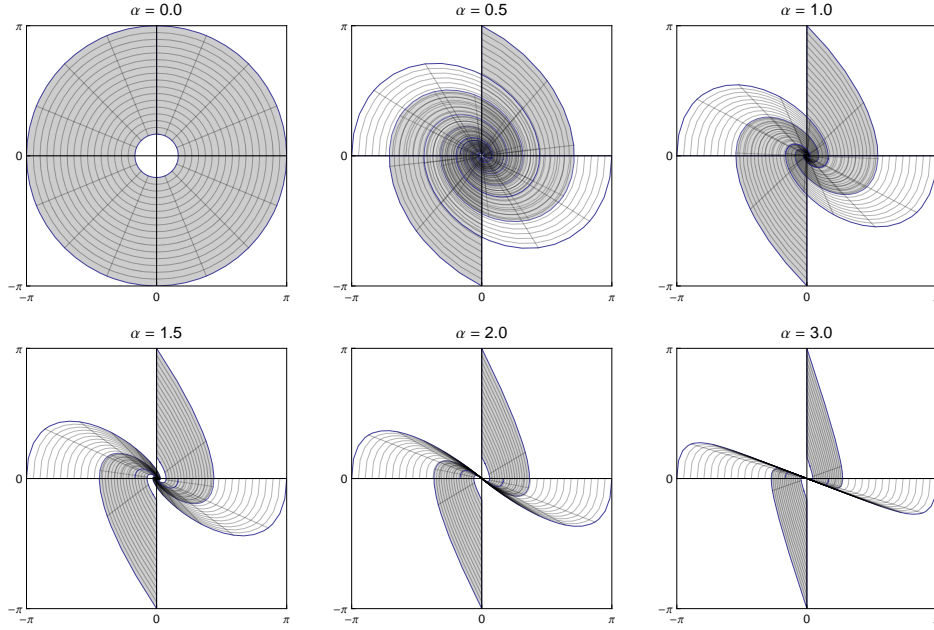 α = 0.0 α = 0.5 α = 1.0
π π π
0 0 0
−π −π −π
−π 0 π −π 0 π −π 0
α = 1.5 α = 2.0 α = 3.0
π π π
0 0 0
−π −π −π
−π 0 π −π 0 π −π 0